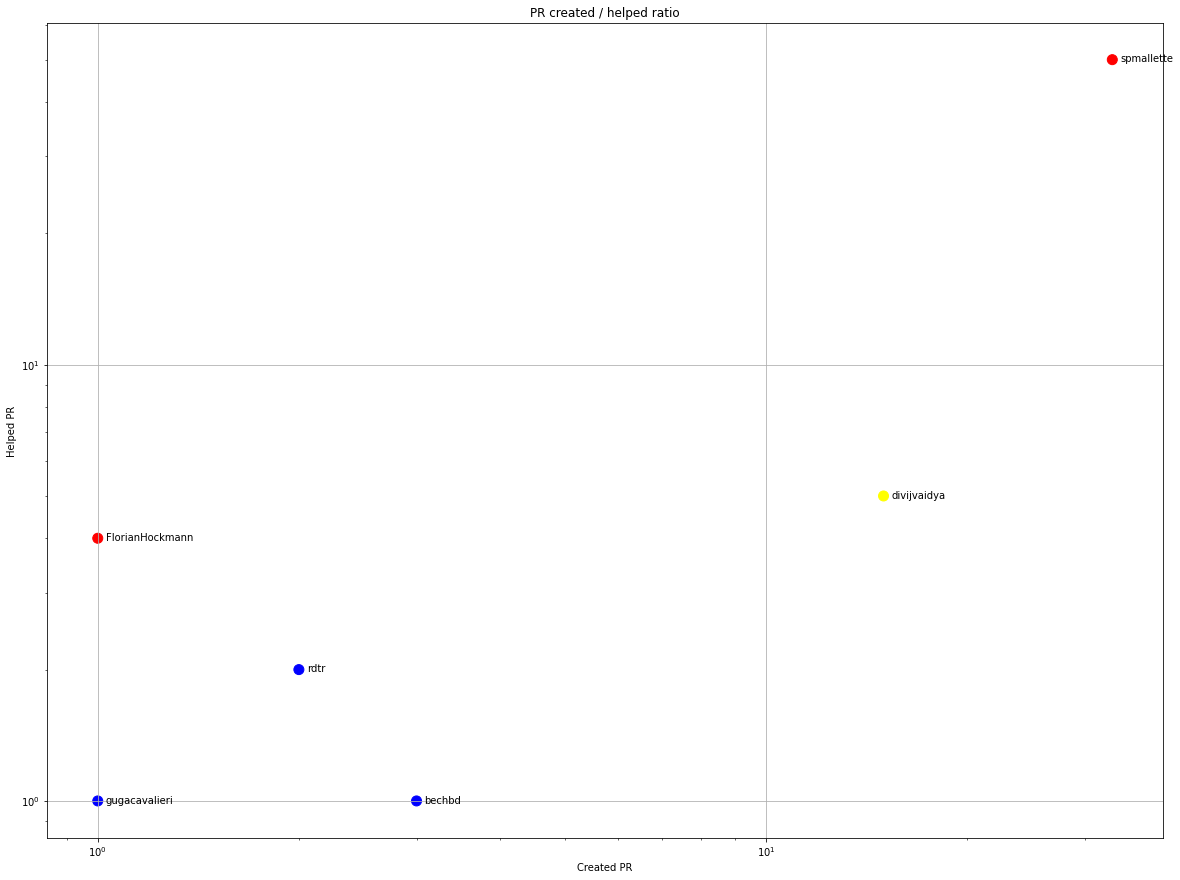 PR created / helped ratio
spmallette
10¹
Helped PR
divijvaidya
FlorianHockmann
rdtr
10⁰
gugacavalieri
bechbd
10⁰
10¹
Created PR